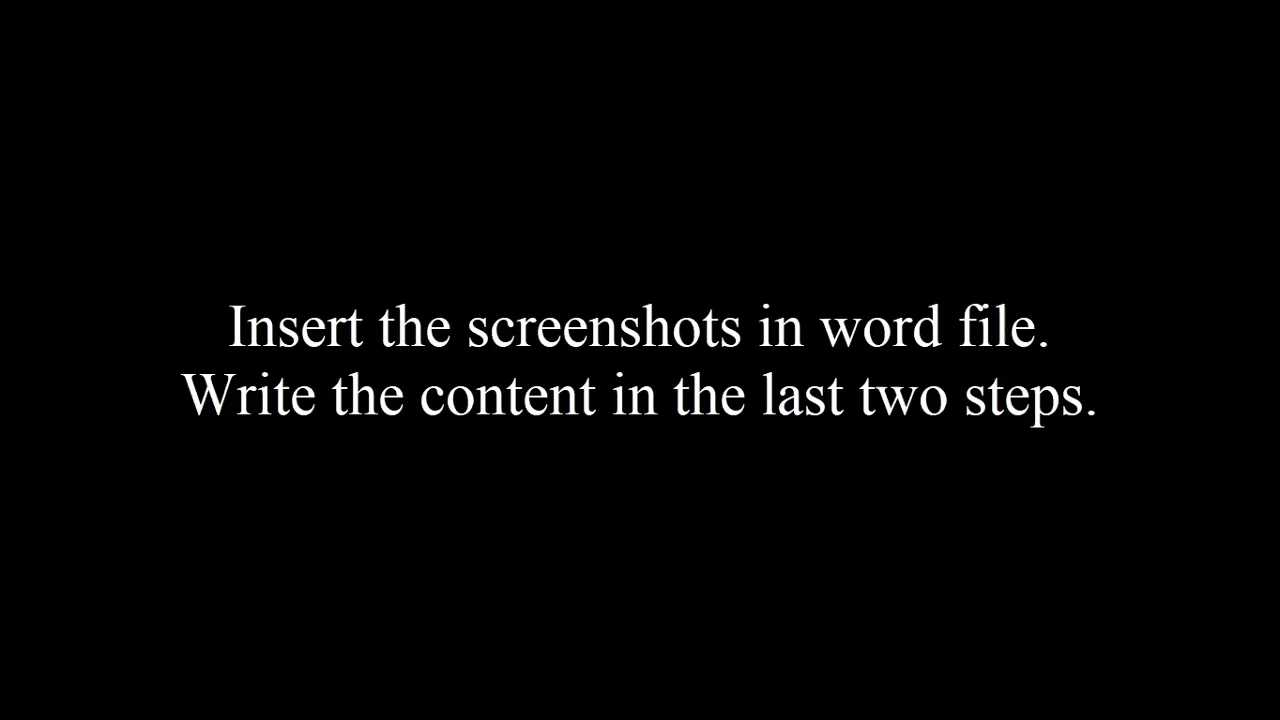 Insert the screenshots in word file.
Write the content in the last two steps.